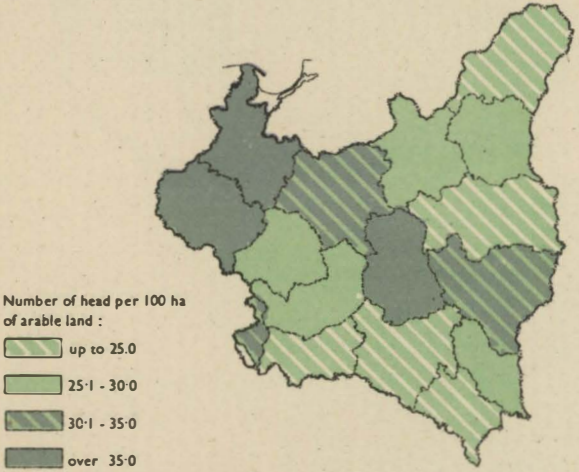 Number of head per 100 ha
of arable land :
up to 25.0
25·1 - 30·0
30·1 - 35·0
over 35·0